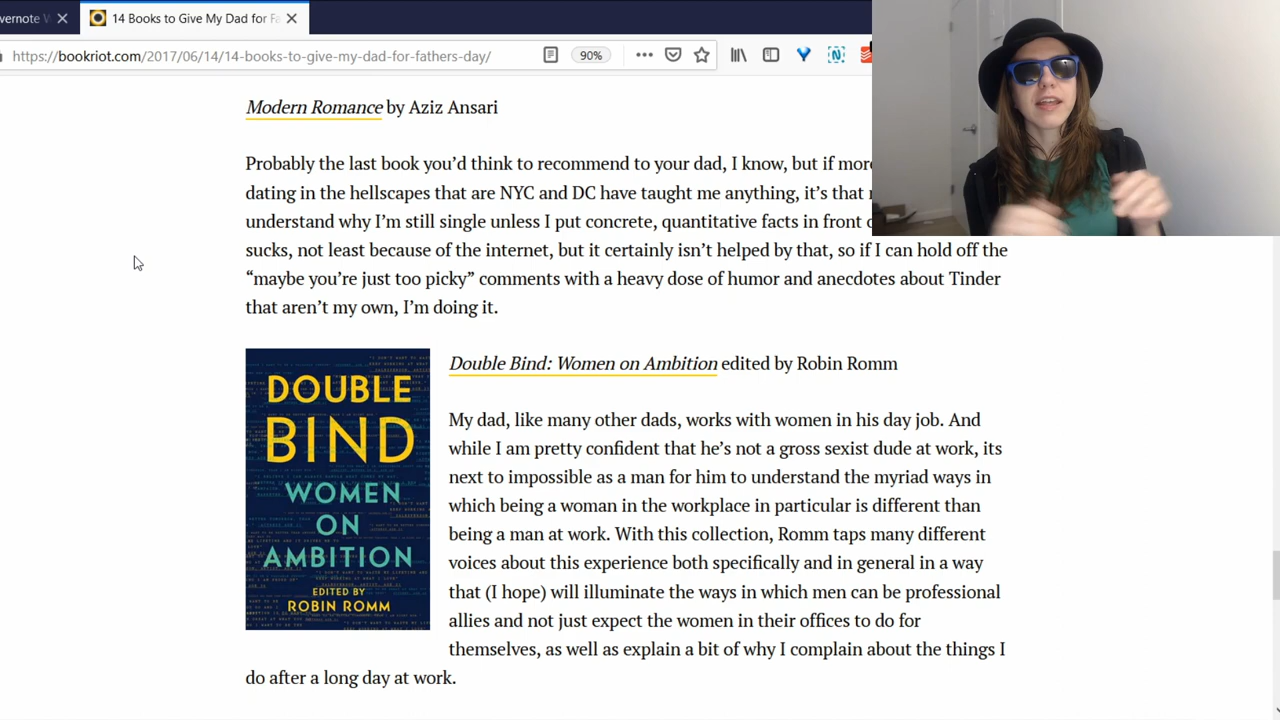 vernote
14 Books to Give My Dad for Fa
https://bookriot.com/2017/06/14/14-books-to-give-my-dad-for-fathers-day/
90%
Modern Romance by Aziz Ansari
Probably the last book you’d think to recommend to your dad, I know, but if more
dating in the hellscapes that are NYC and DC have taught me anything, it’s that
understand why I’m still single unless I put concrete, quantitative facts in front
sucks, not least because of the internet, but it certainly isn’t helped by that, so if I can hold off the
“maybe you’re just too picky” comments with a heavy dose of humor and anecdotes about Tinder
that aren’t my own, I’m doing it.
DOUBLE
BIND
WOMEN
ON
AMBITION
EDITED BY
ROBIN ROMM
Double Bind: Women on Ambition edited by Robin Romm
My dad, like many other dads, works with women in his day job. And
while I am pretty confident that he’s not a gross sexist dude at work, its
next to impossible as a man for him to understand the myriad ways in
which being a woman in the workplace in particular is different than
being a man at work. With this collection, Romm taps many different
voices about this experience both specifically and in general in a way
that (I hope) will illuminate the ways in which men can be professional
allies and not just expect the women in their offices to do for
themselves, as well as explain a bit of why I complain about the things I
do after a long day at work.